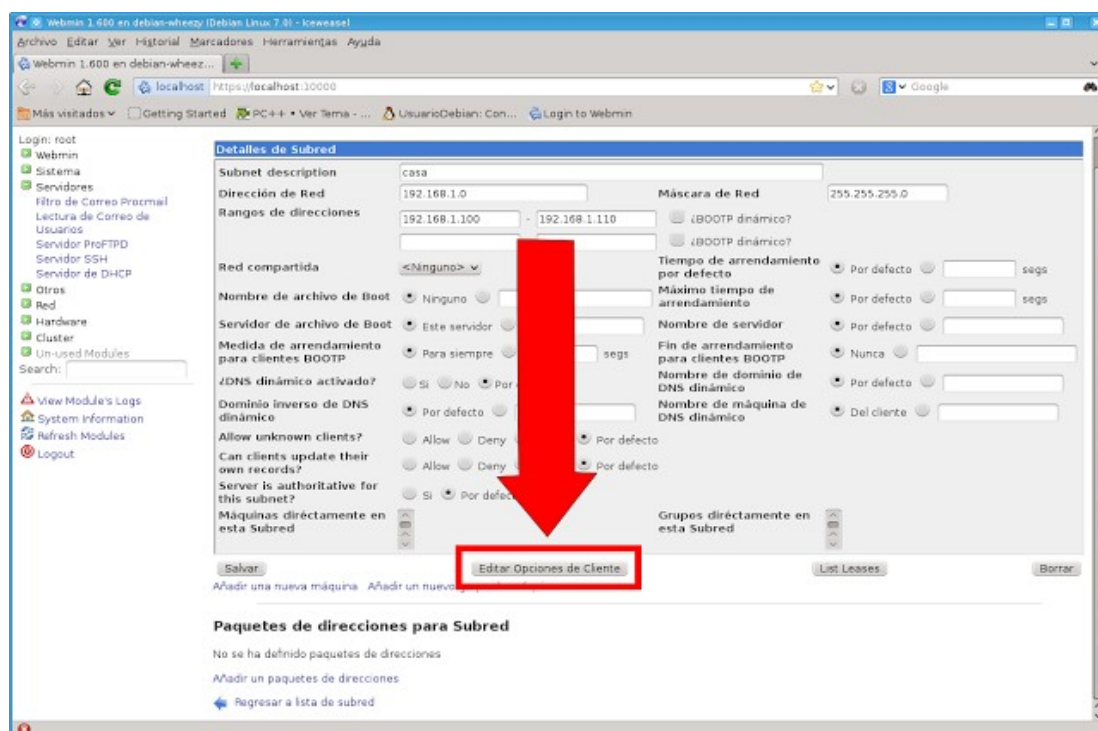 Webmin 1.600 en debian-wheezy (Debian Linux 7.0) - Iceweasel
Archivo Editar Ver Historial Marcadores Herramientas Ayuda
Webmin 1.600 en debian-wheez...
localhost https://localhost:10000 Google
Más visitados Getting Started PC++ • Ver Tema - ... UsuarioDebian: Con... Login to Webmin
Login: root
Webmin
Sistema
Servidores
Filtro de Correo Procmail
Lectura de Correo de
Usuarios
Servidor ProFTPD
Servidor SSH
Servidor de DHCP
Otros
Red
Hardware
Cluster
Un-used Modules
Search:
View Module's Logs
System Information
Refresh Modules
Logout
Detalles de Subred
Subnet description casa
Dirección de Red 192.168.1.0 Máscara de Red 255.255.255.0
Rangos de direcciones 192.168.1.100 - 192.168.1.110 ¿BOOTP dinámico?
¿BOOTP dinámico?
Red compartida <Ninguno> Tiempo de arrendamiento por defecto Por defecto segs
Nombre de archivo de Boot Ninguno Máximo tiempo de arrendamiento Por defecto segs
Servidor de archivo de Boot Este servidor Nombre de servidor Por defecto
Medida de arrendamiento para clientes BOOTP Para siempre segs Fin de arrendamiento para clientes BOOTP Nunca
¿DNS dinámico activado? Si No Por Nombre de dominio de DNS dinámico Por defecto
Dominio inverso de DNS dinámico Por defecto Nombre de máquina de DNS dinámico Del cliente
Allow unknown clients? Allow Deny Por defecto
Can clients update their own records? Allow Deny Por defecto
Server is authoritative for this subnet? Si Por defec
Máquinas diréctamente en esta Subred Grupos diréctamente en esta Subred
Salvar Editar Opciones de Cliente List Leases Borrar
Añadir una nueva máquina Añadir un nuevo
Paquetes de direcciones para Subred
No se ha definido paquetes de direcciones
Añadir un paquetes de direcciones
Regresar a lista de subred